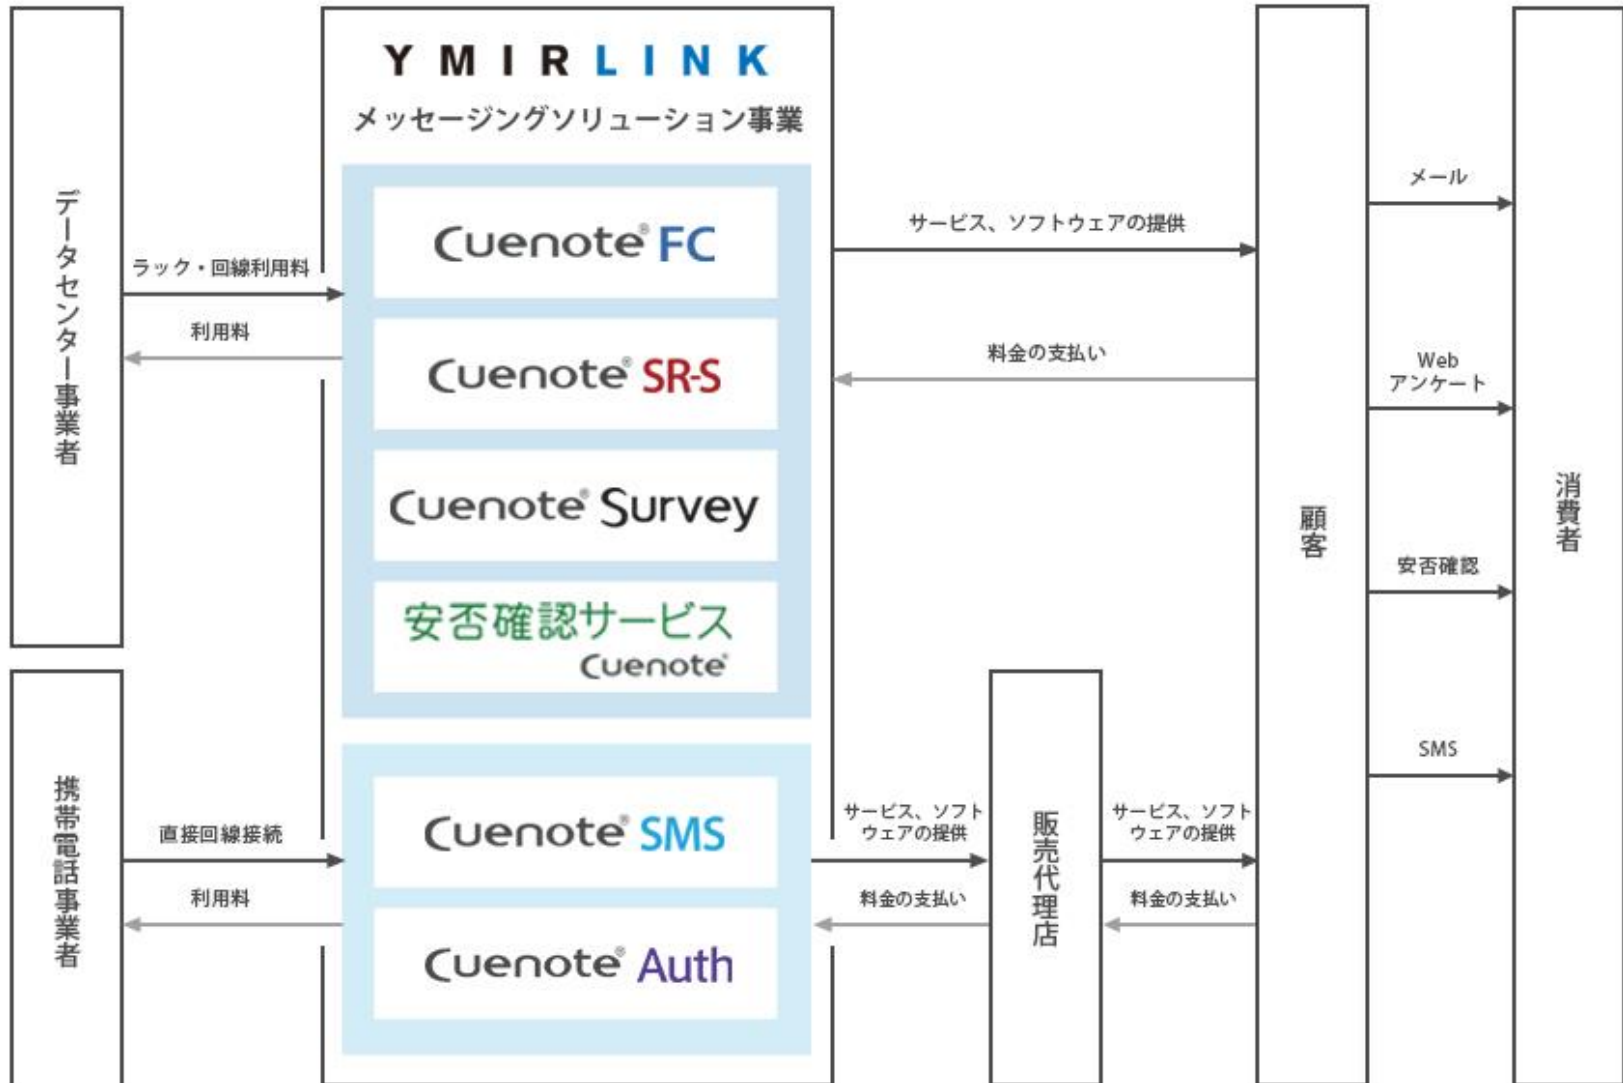 YMIRLINK
メッセージングソリューション事業
データセンター事業者
ラック・回線利用料
利用料
Cuenote® FC
Cuenote® SR-S
Cuenote® Survey
安否確認サービス
Cuenote®
サービス、ソフトウェアの提供
料金の支払い
携帯電話事業者
直接回線接続
利用料
Cuenote® SMS
Cuenote® Auth
サービス、ソフト
ウェアの提供
料金の支払い
販売代理店
サービス、ソフト
ウェアの提供
料金の支払い
顧客
メール
Web
アンケート
安否確認
SMS
消費者